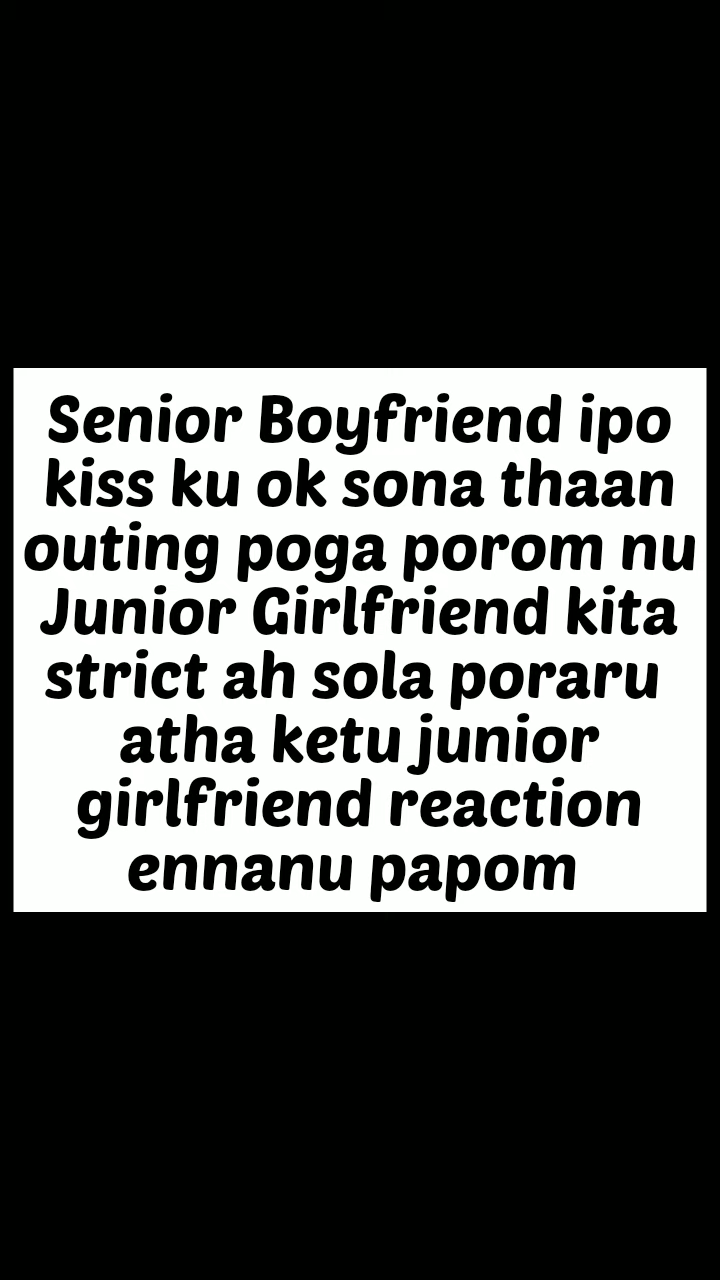 Senior Boyfriend ipo
kiss ku ok sona thaan
outing poga porom nu
Junior Girlfriend kita
strict ah sola poraru
atha ketu junior
girlfriend reaction
ennanu papom